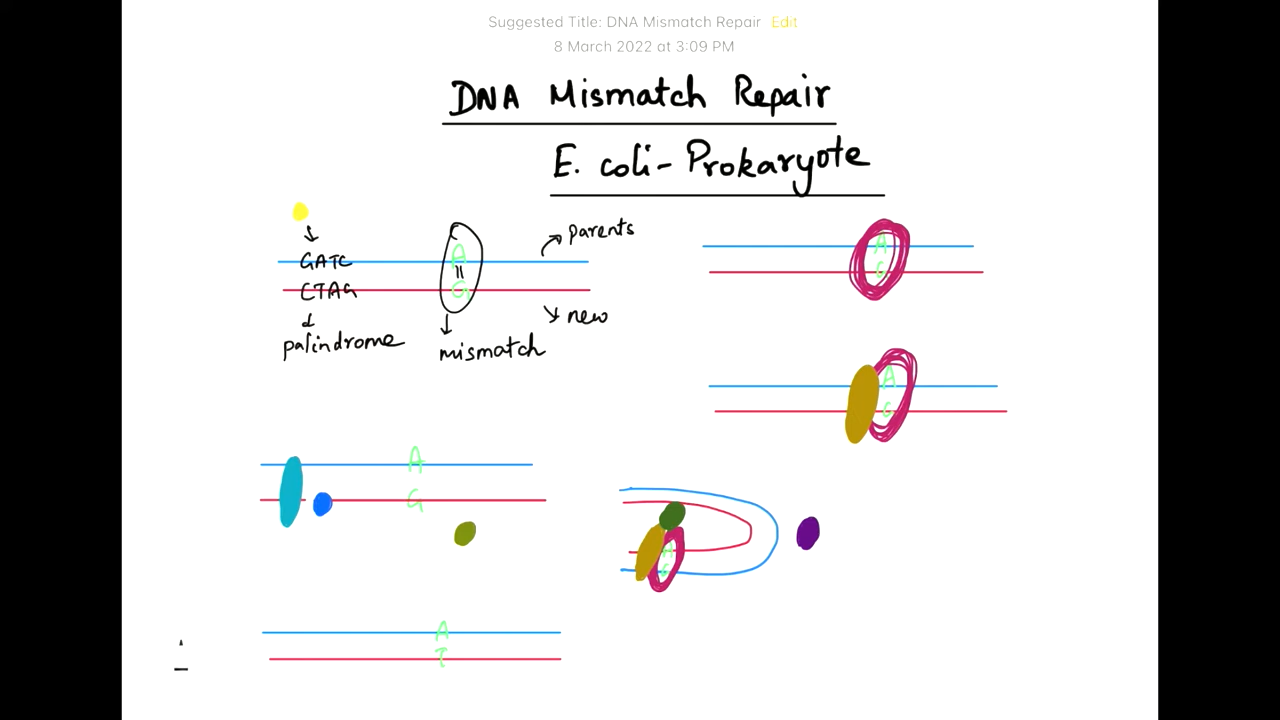 Suggested Title: DNA Mismatch Repair Edit
8 March 2022 at 3:09 PM
DNA Mismatch Repair
E. coli - Prokaryote
parents
GATC A
CTAG G
new
palindrome
mismatch
A
G
A
G
A
G
A
G
A
T